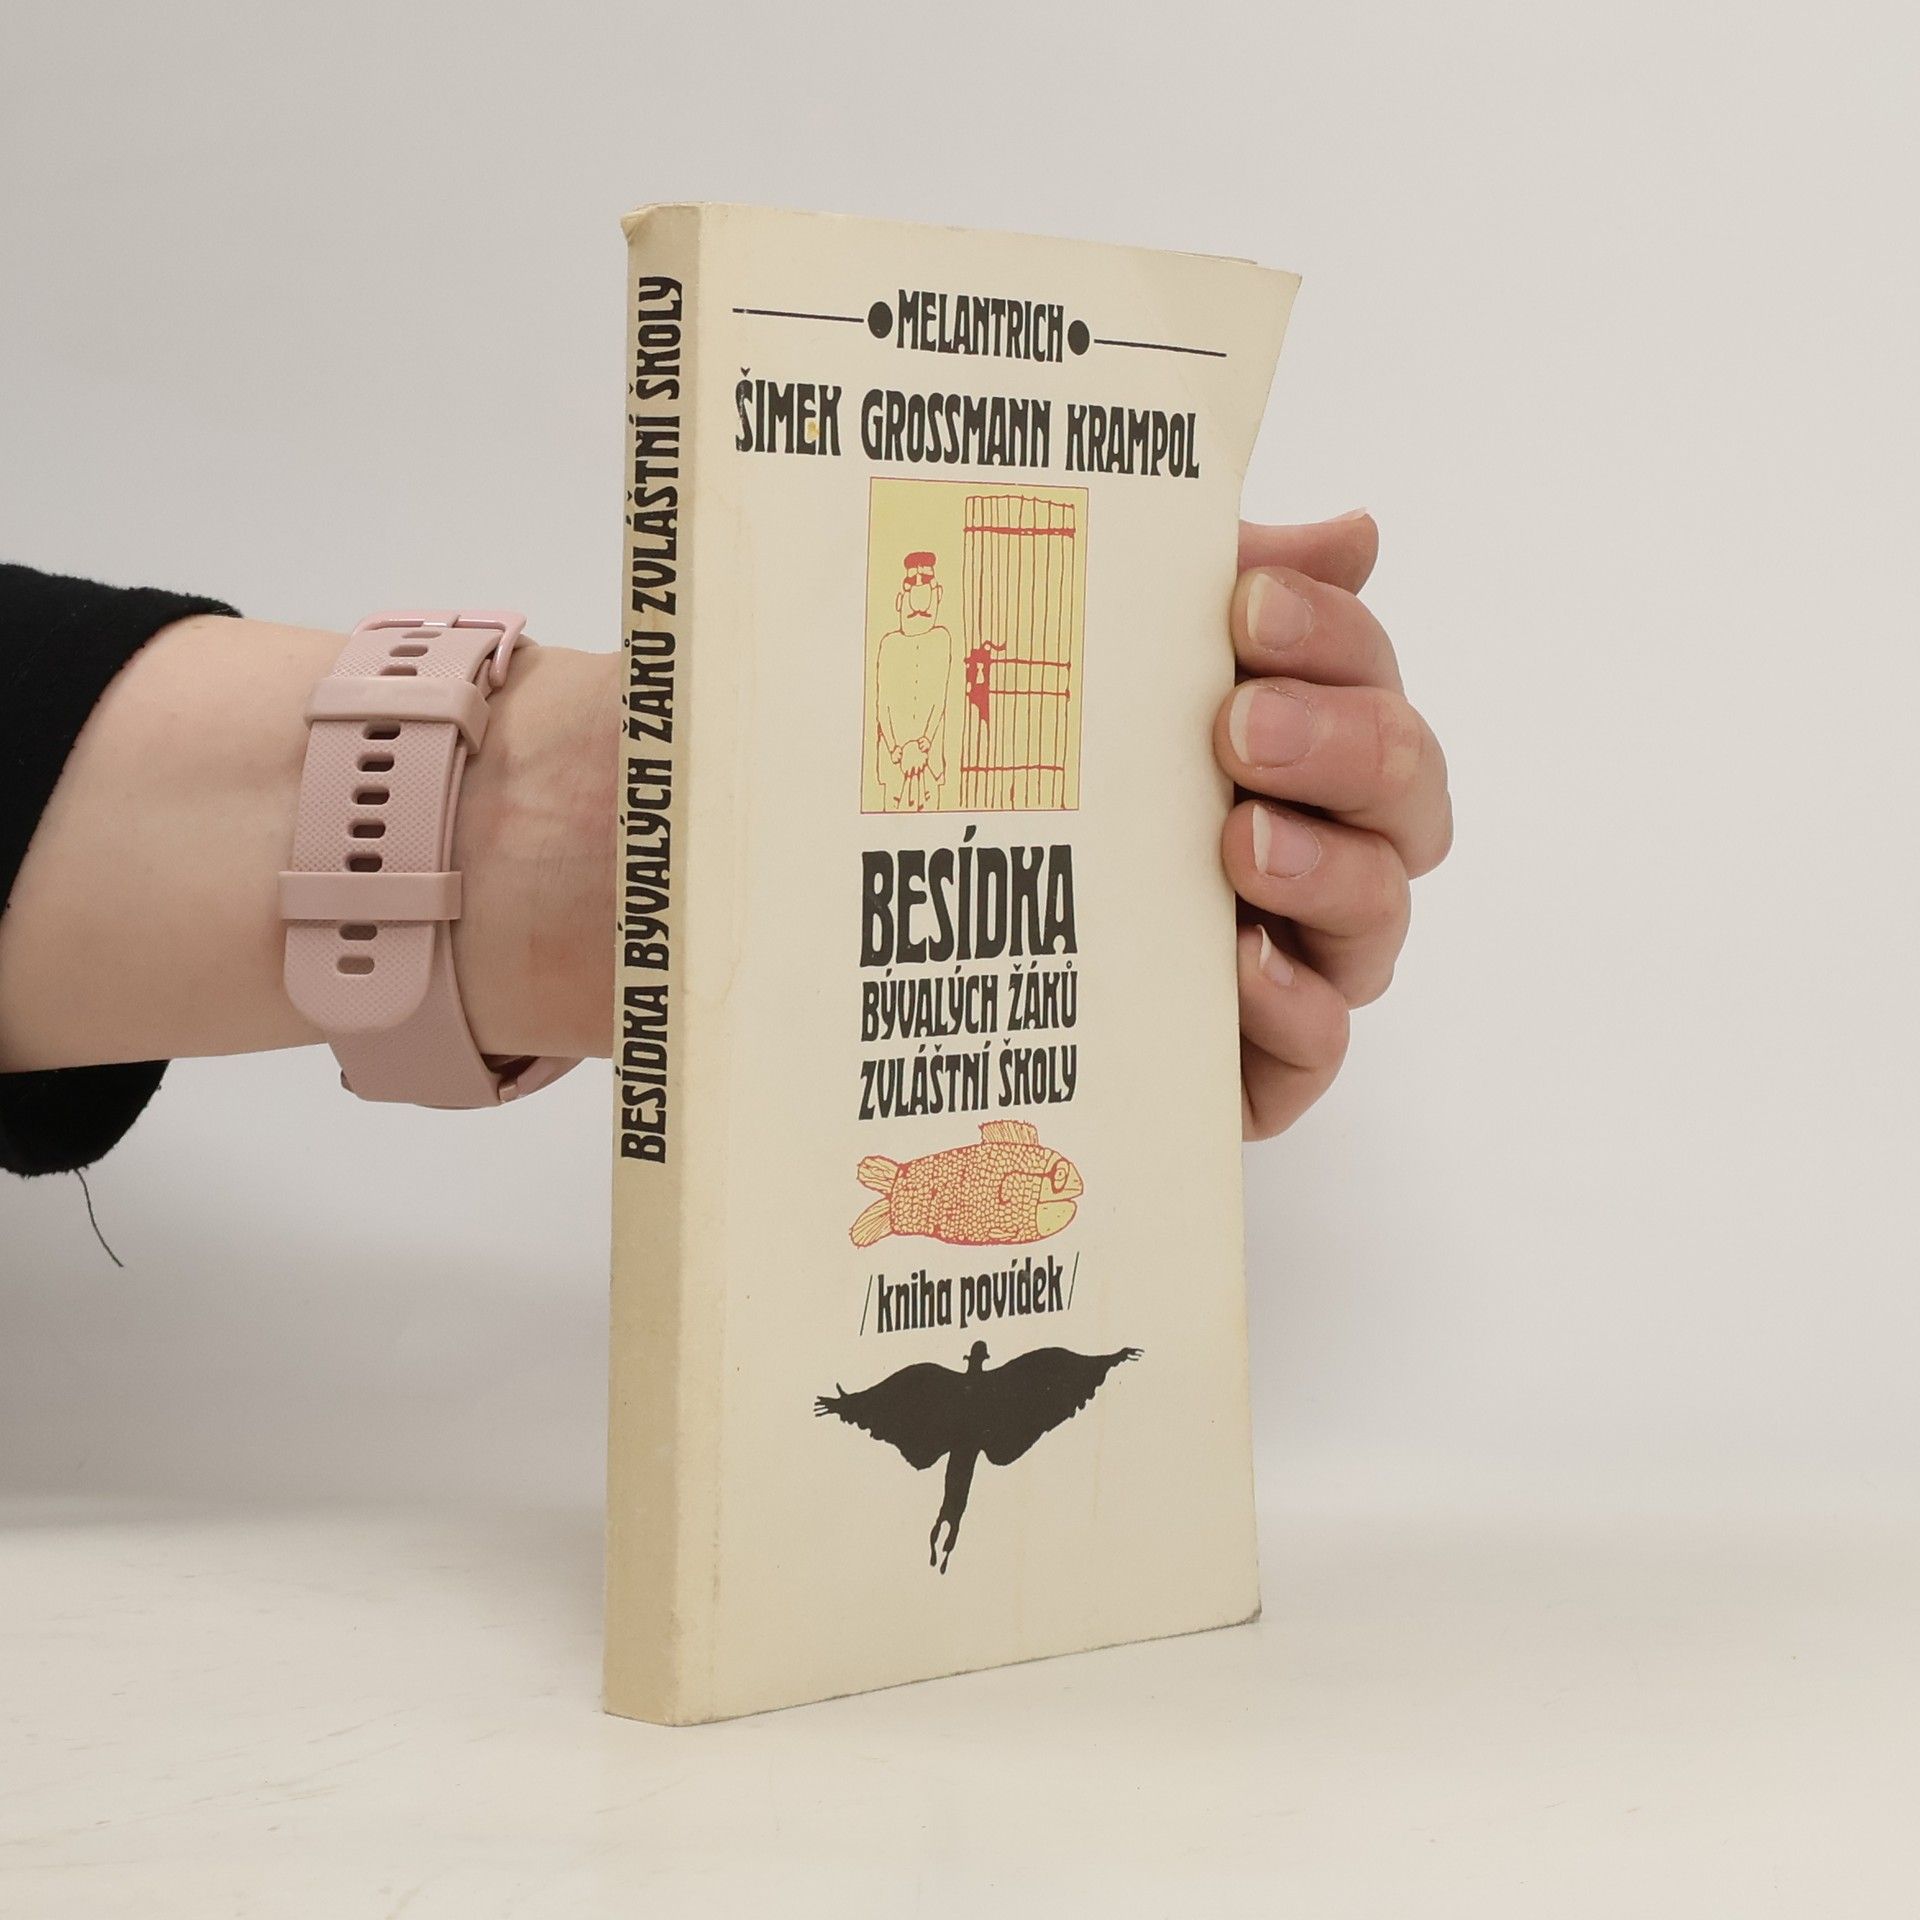 BESÍDKA BÝVALÝCH ŽÁKŮ ZVLÁŠTNÍ ŠKOLY
MELANTRICH
ŠIMEK GROSSMANN KRAMPOL
BESÍDKA
BÝVALÝCH ŽÁKŮ
ZVLÁŠTNÍ ŠKOLY
/kniha povídek/